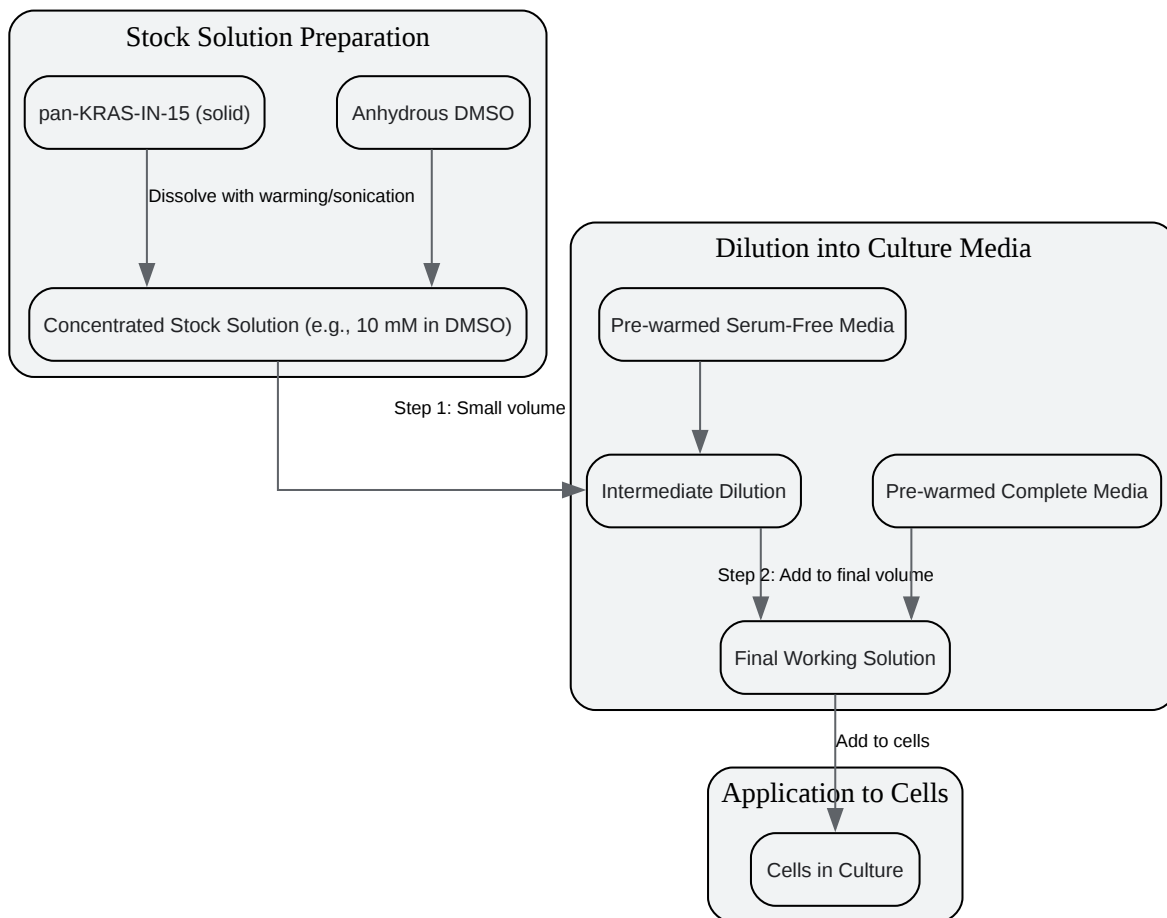 Stock Solution Preparation
pan-KRAS-IN-15 (solid)
Anhydrous DMSO
Dissolve with warming/sonication
Concentrated Stock Solution (e.g., 10 mM in DMSO)
Step 1: Small volume
Dilution into Culture Media
Pre-warmed Serum-Free Media
Intermediate Dilution
Pre-warmed Complete Media
Step 2: Add to final volume
Final Working Solution
Add to cells
Application to Cells
Cells in Culture